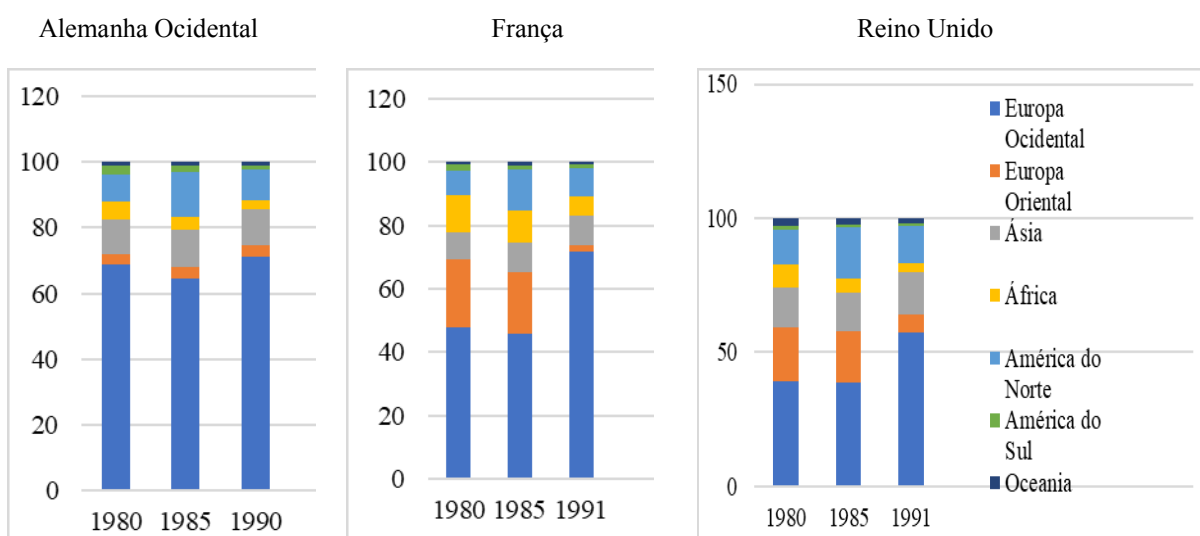 Alemanha Ocidental
França
Reino Unido
120
100
80
60
40
20
0
1980 1985 1990
120
100
80
60
40
20
0
1980 1985 1991
150
100
50
0
1980 1985 1991
Europa
Ocidental
Europa
Oriental
Ásia
África
América do
Norte
América do
Sul
Oceania